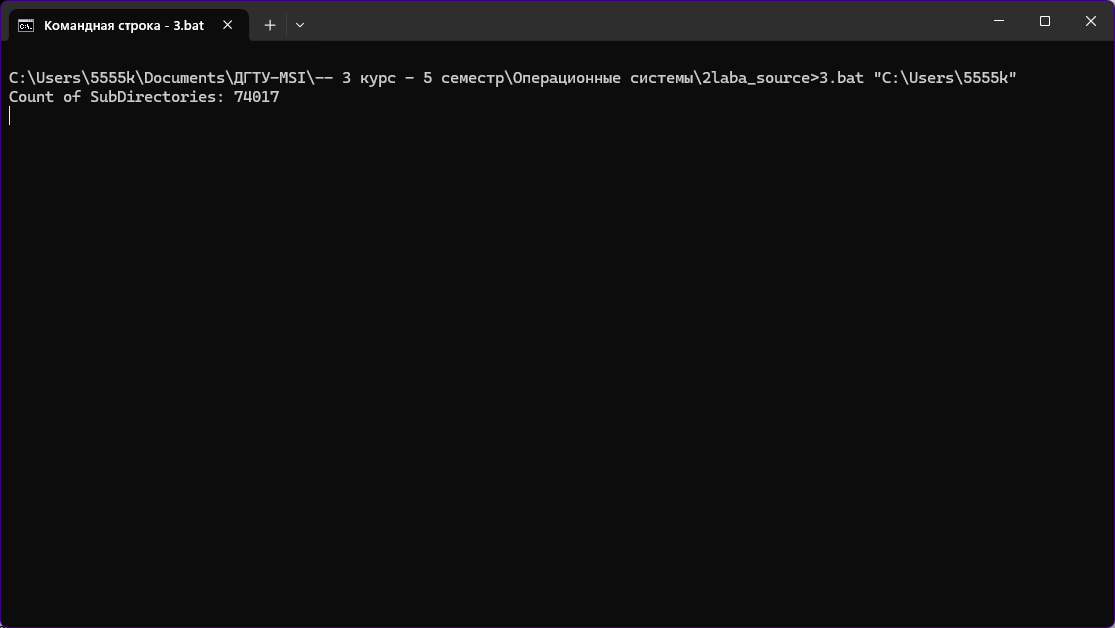 Командная строка - 3.bat
C:\Users\5555k\Documents\ДГТУ-MSI\-- 3 курс - 5 семестр\Операционные системы\2laba_source>3.bat "C:\Users\5555k"
Count of SubDirectories: 74017